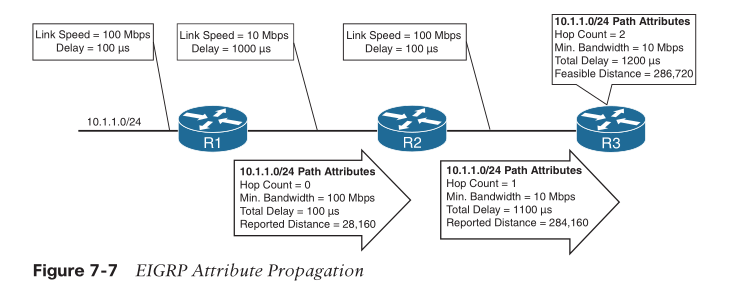 Link Speed = 100 Mbps
Delay = 100 µs
Link Speed = 10 Mbps
Delay = 1000 µs
Link Speed = 100 Mbps
Delay = 100 µs
10.1.1.0/24 Path Attributes
Hop Count = 2
Min. Bandwidth = 10 Mbps
Total Delay = 1200 µs
Feasible Distance = 286,720
10.1.1.0/24
R1
R2
R3
10.1.1.0/24 Path Attributes
Hop Count = 0
Min. Bandwidth = 100 Mbps
Total Delay = 100 µs
Reported Distance = 28,160
10.1.1.0/24 Path Attributes
Hop Count = 1
Min. Bandwidth = 10 Mbps
Total Delay = 1100 µs
Reported Distance = 284,160
Figure 7-7 EIGRP Attribute Propagation